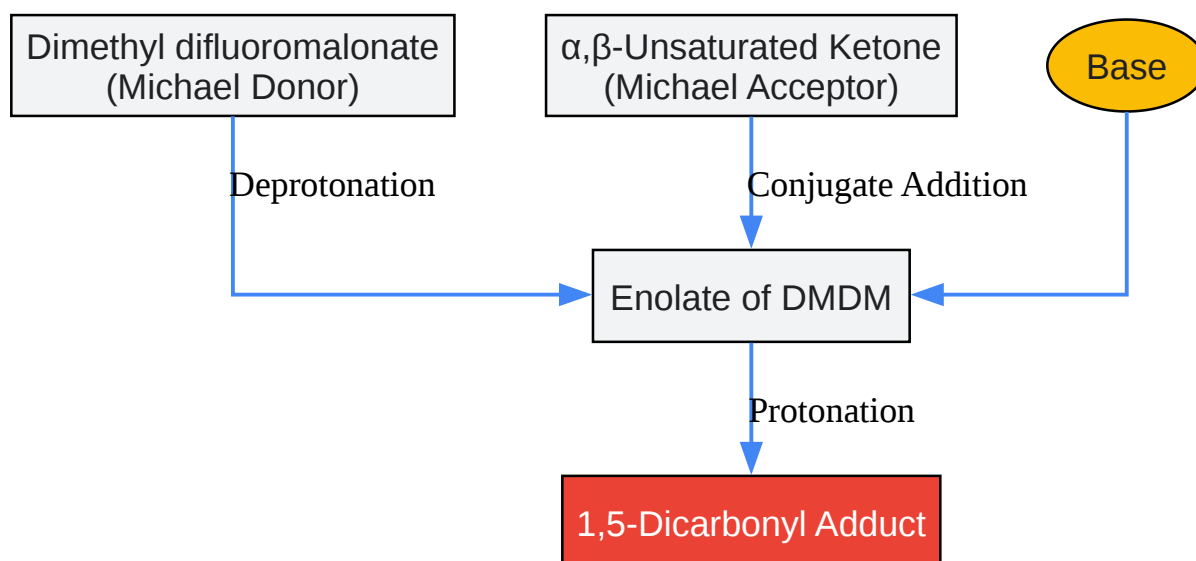 Dimethyl difluoromalonate
(Michael Donor)
α,β-Unsaturated Ketone
(Michael Acceptor)
Base
Deprotonation
Conjugate Addition
Enolate of DMDM
Protonation
1,5-Dicarbonyl Adduct